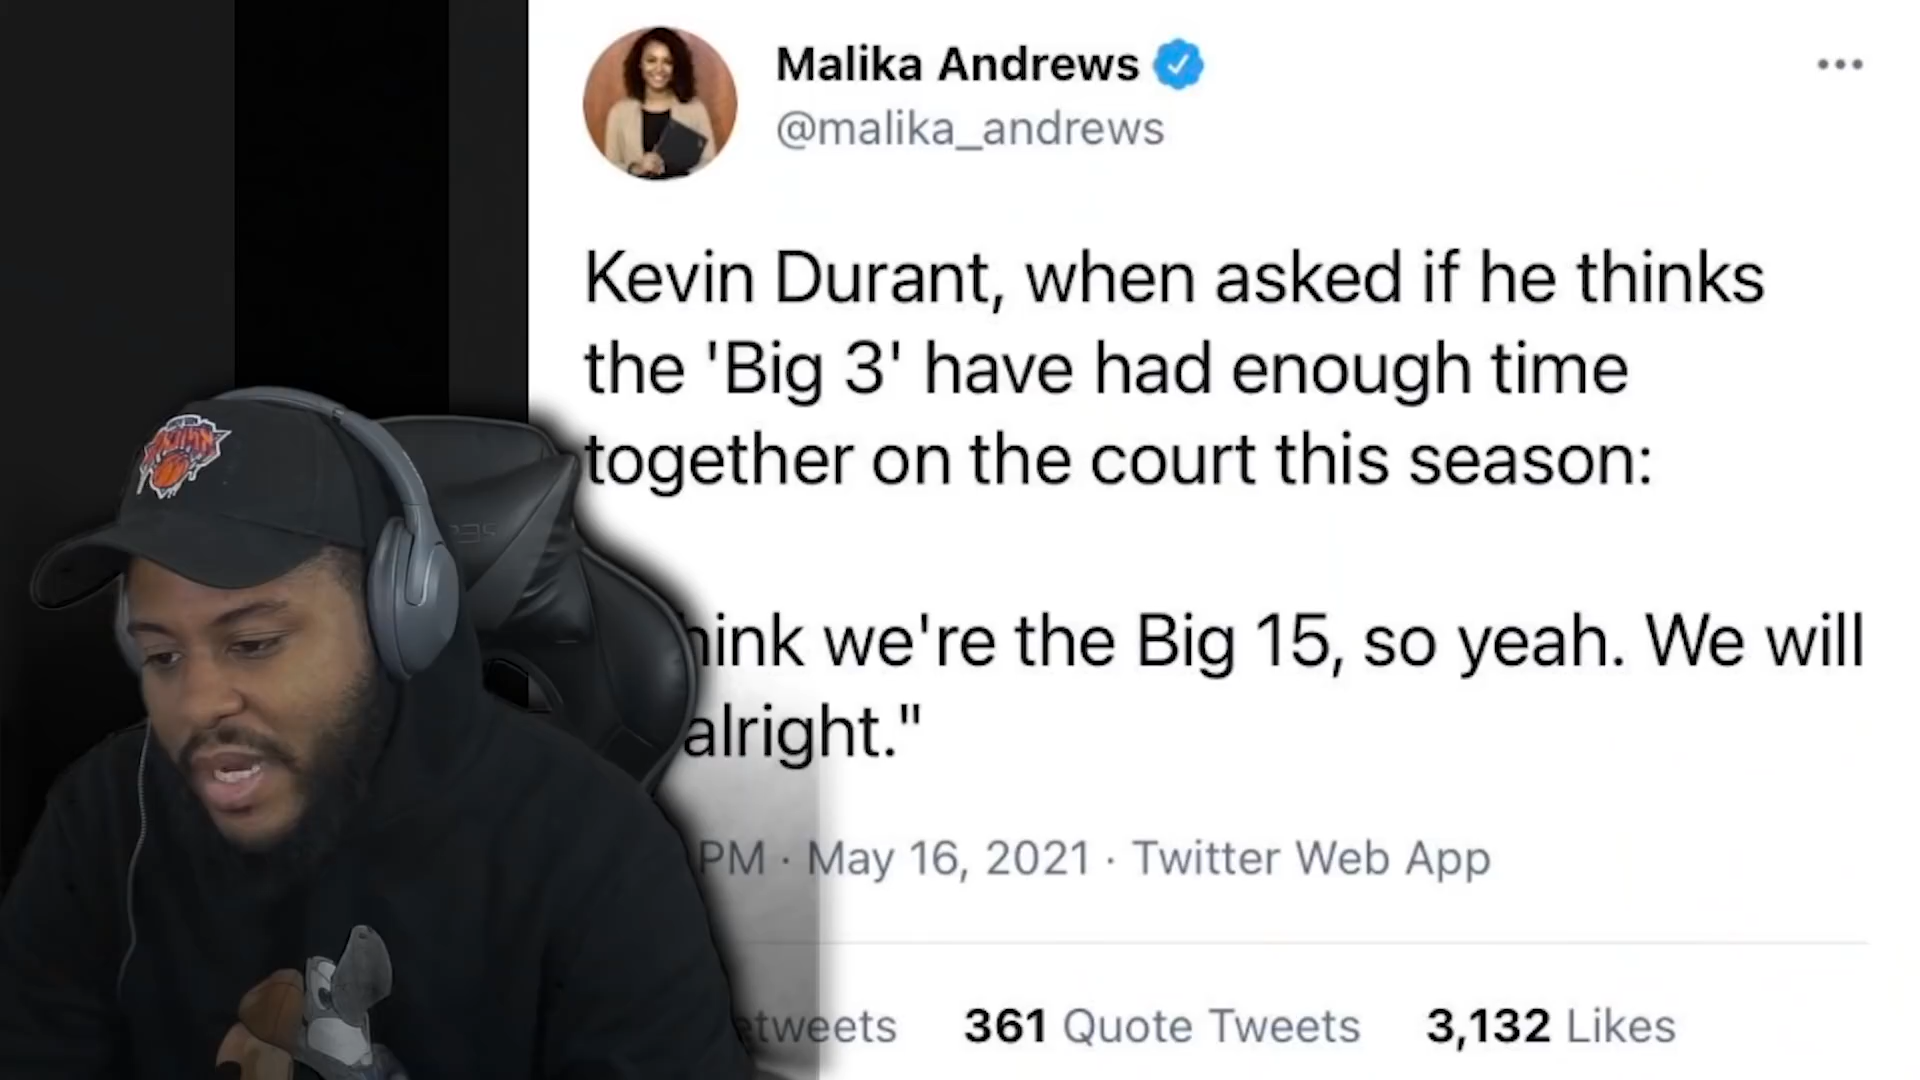 Malika Andrews
@malika_andrews
Kevin Durant, when asked if he thinks
the 'Big 3' have had enough time
together on the court this season:
hink we're the Big 15, so yeah. We will
alright."
PM · May 16, 2021 · Twitter Web App
etweets 361 Quote Tweets 3,132 Likes